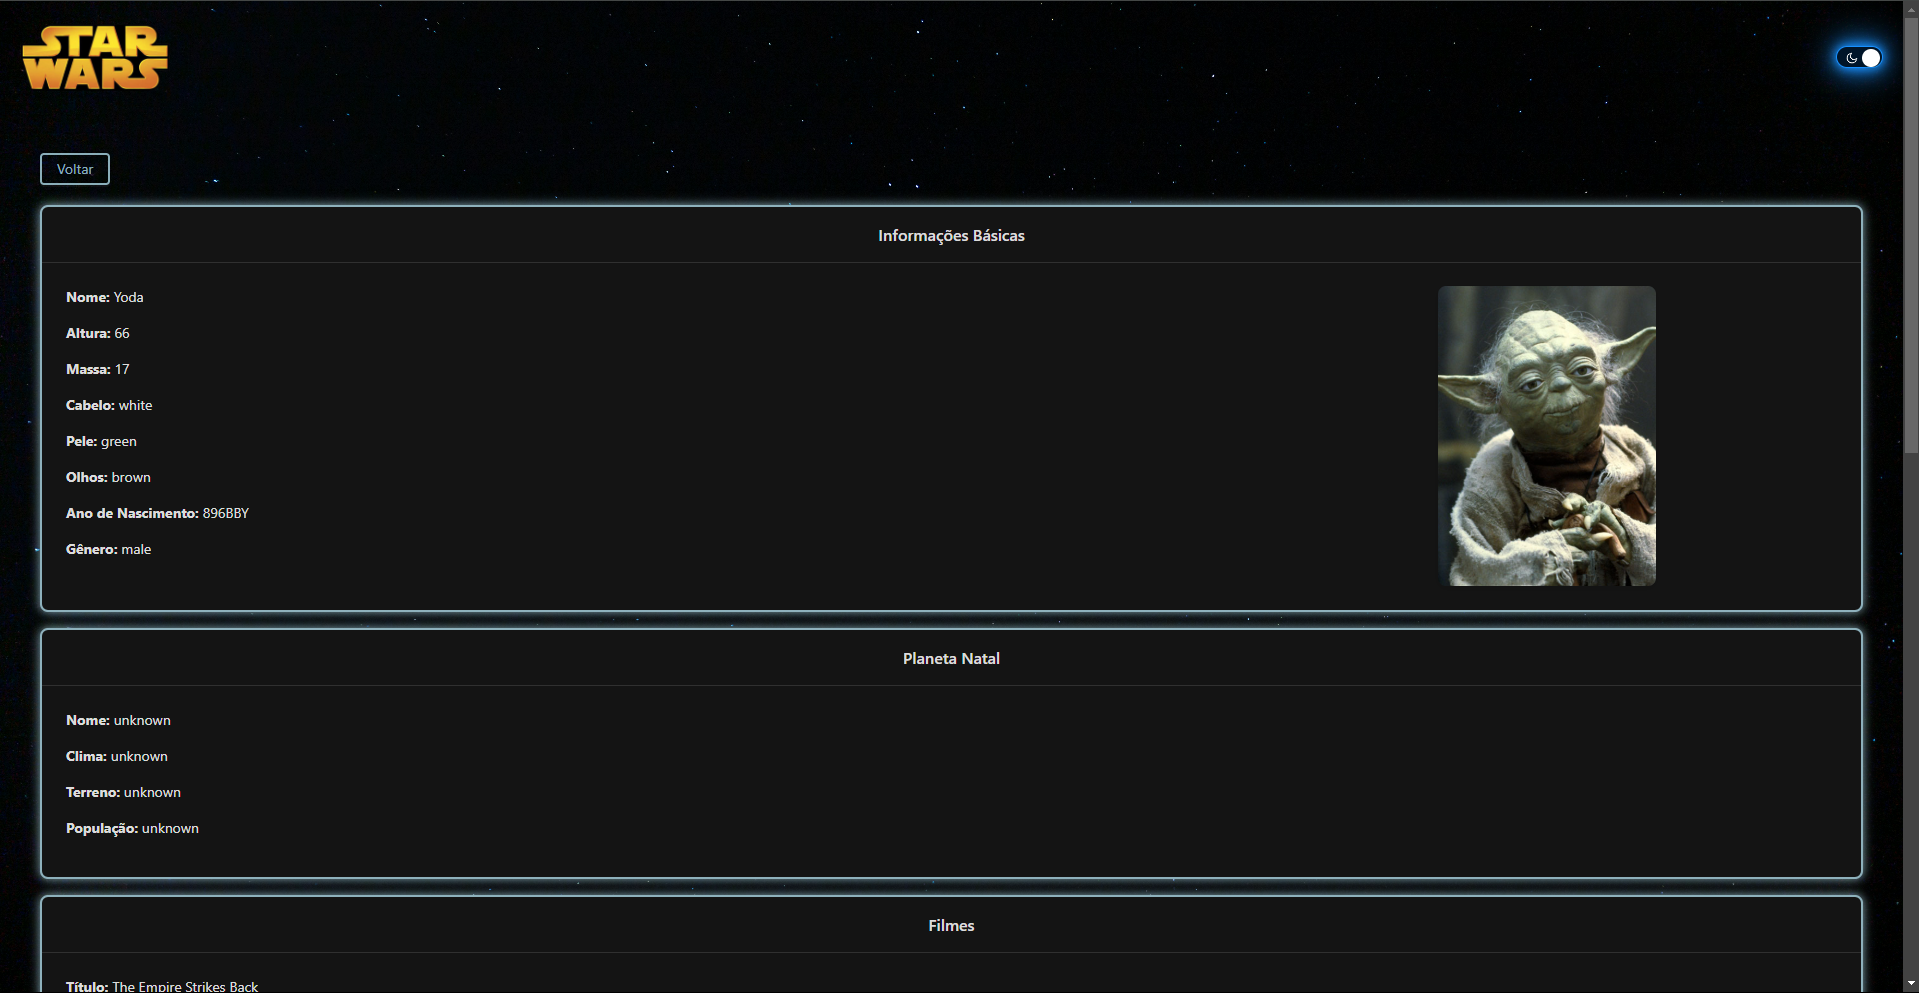 STAR
WARS
Voltar
Informações Básicas
Nome: Yoda
Altura: 66
Massa: 17
Cabelo: white
Pele: green
Olhos: brown
Ano de Nascimento: 896BBY
Gênero: male
Planeta Natal
Nome: unknown
Clima: unknown
Terreno: unknown
População: unknown
Filmes
Título: The Empire Strikes Back